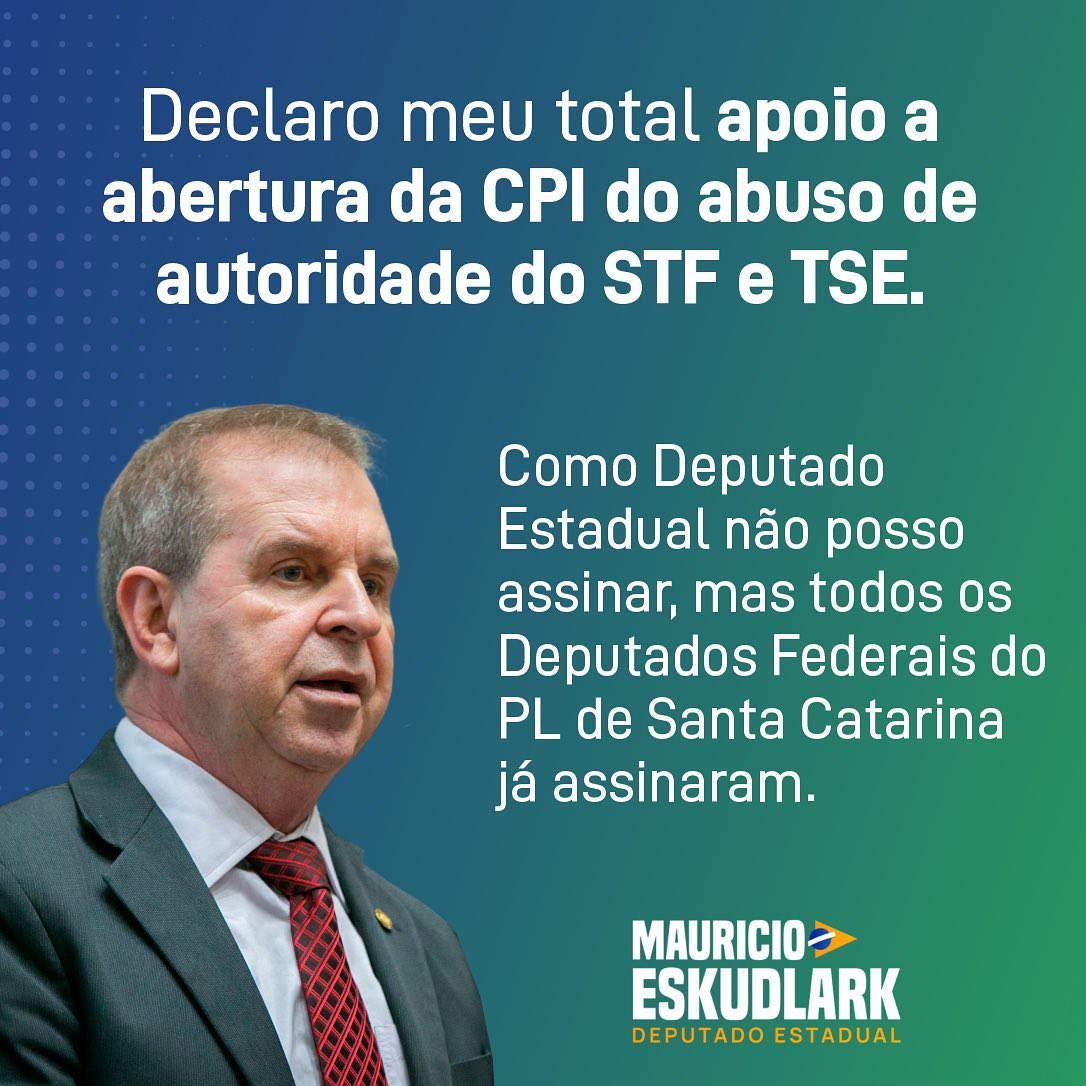 Declaro meu total apoio a
abertura da CPI do abuso de
autoridade do STF e TSE.
Como Deputado
Estadual não posso
assinar, mas todos os
Deputados Federais do
PL de Santa Catarina
já assinaram.
MAURICIO
ESKUDLARK
DEPUTADO ESTADUAL